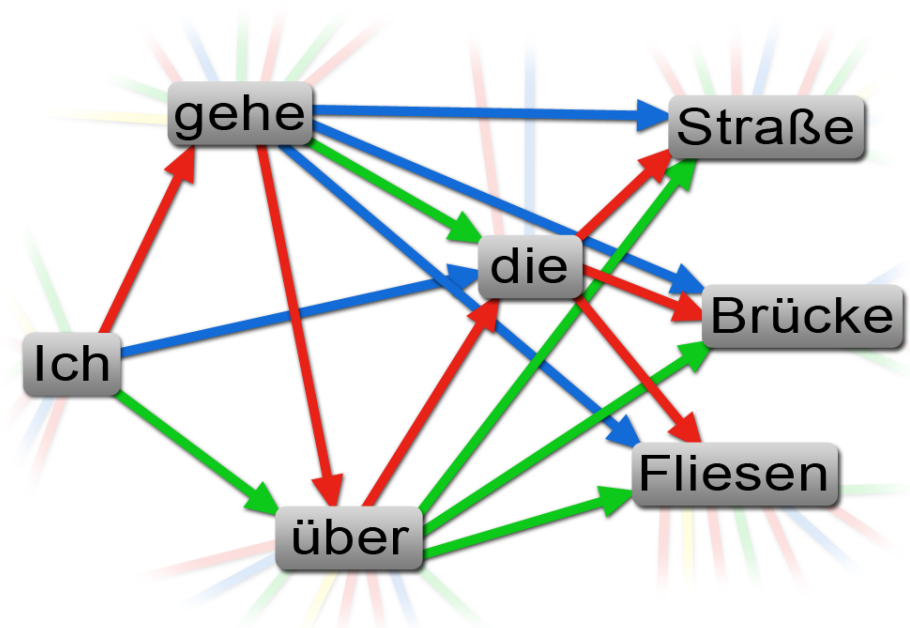 gehe
Straße
die
Brücke
Ich
Fliesen
über